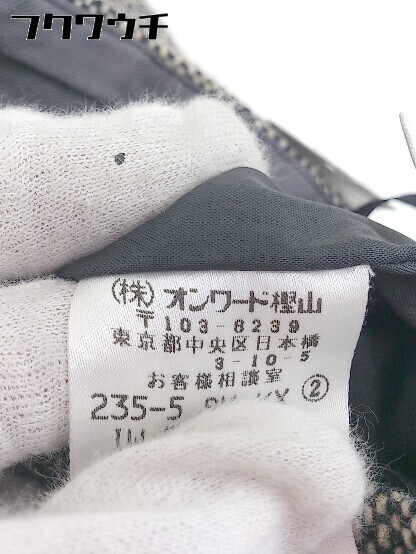 フクワウチ
(株)オンワード樫山
〒103-8239
東京都中央区日本橋
3-10-5
お客様相談室
235-5 ②